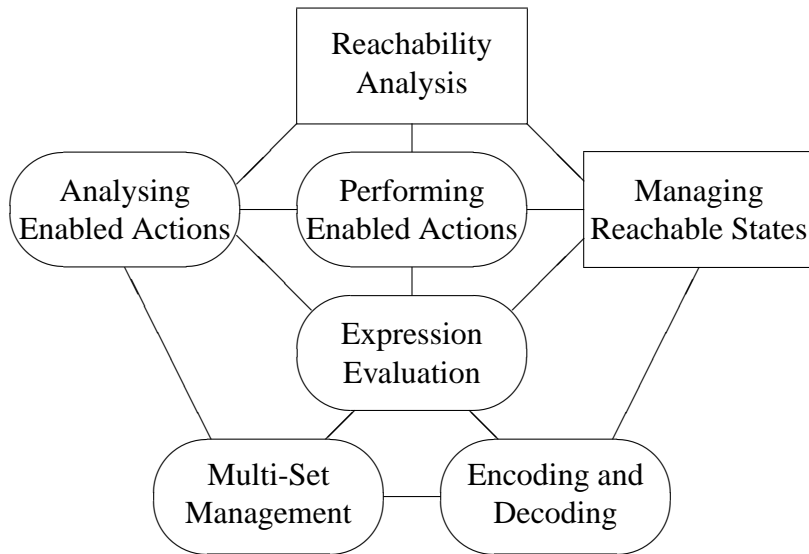 Reachability
Analysis
Analysing
Enabled Actions
Performing
Enabled Actions
Managing
Reachable States
Expression
Evaluation
Multi-Set
Management
Encoding and
Decoding